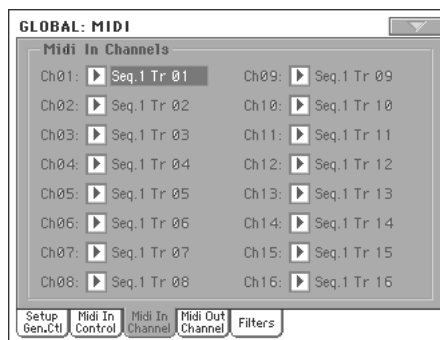 GLOBAL: MIDI
Midi In Channels
Ch01: Seq.1 Tr 01
Ch02: Seq.1 Tr 02
Ch03: Seq.1 Tr 03
Ch04: Seq.1 Tr 04
Ch05: Seq.1 Tr 05
Ch06: Seq.1 Tr 06
Ch07: Seq.1 Tr 07
Ch08: Seq.1 Tr 08
Ch09: Seq.1 Tr 09
Ch10: Seq.1 Tr 10
Ch11: Seq.1 Tr 11
Ch12: Seq.1 Tr 12
Ch13: Seq.1 Tr 13
Ch14: Seq.1 Tr 14
Ch15: Seq.1 Tr 15
Ch16: Seq.1 Tr 16
Setup
Gen.Ctl
Midi In
Control
Midi In
Channel
Midi Out
Channel
Filters